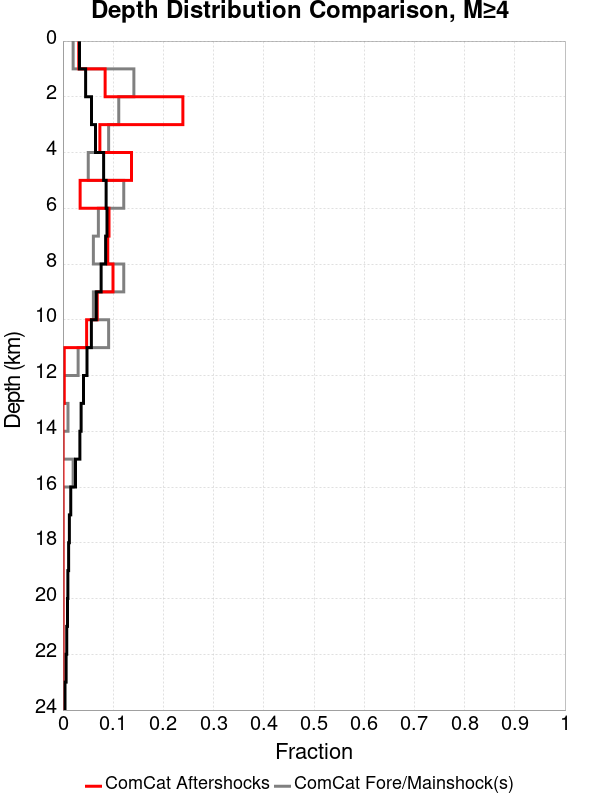 Depth Distribution Comparison, M≥4
0
2
4
6
8
10
12
14
16
18
20
22
24
Depth (km)
0 0.1 0.2 0.3 0.4 0.5 0.6 0.7 0.8 0.9 1
Fraction
ComCat Aftershocks ComCat Fore/Mainshock(s)